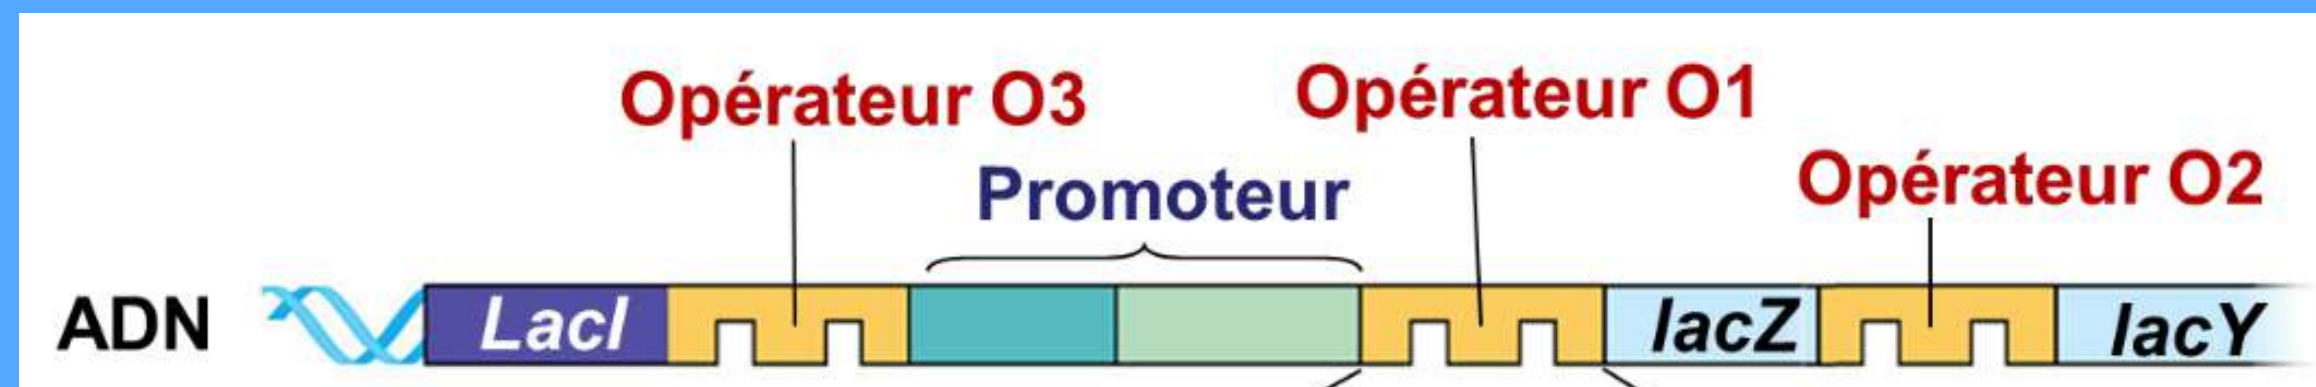 Opérateur O3
Opérateur O1
Promoteur
Opérateur O2
ADN
LacI
lacZ
lacY